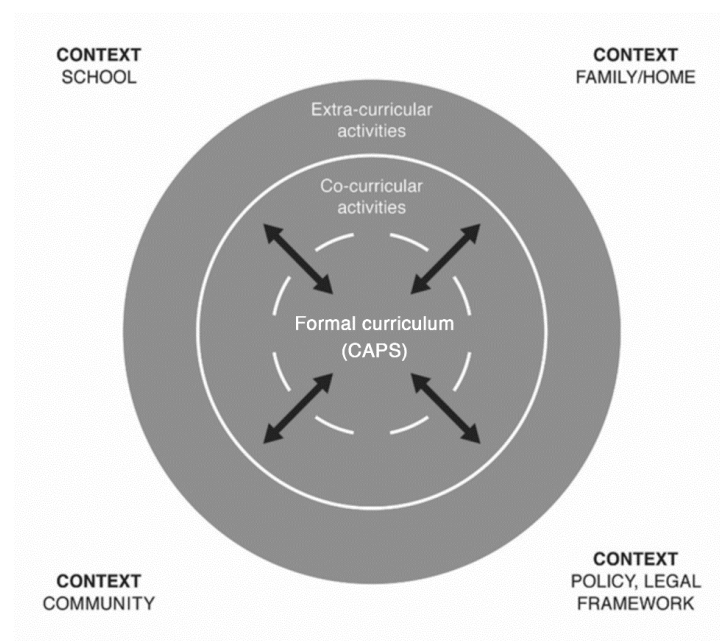 CONTEXT
SCHOOL
CONTEXT
FAMILY/HOME
Extra-curricular
activities
Co-curricular
activities
Formal curriculum
(CAPS)
CONTEXT
COMMUNITY
CONTEXT
POLICY, LEGAL
FRAMEWORK